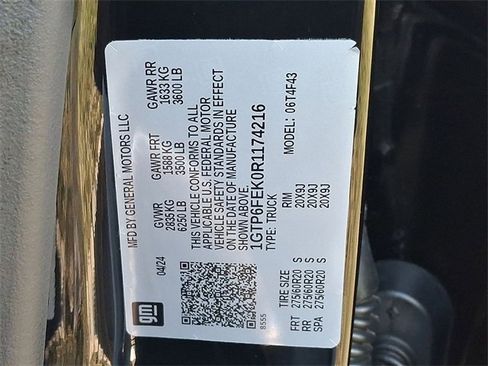 MFD BY GENERAL MOTORS LLC
04/24
GVWR
2835 KG
6250 LB
GAWR FRT
1588 KG
3500 LB
GAWR RR
1633 KG
3600 LB
THIS VEHICLE CONFORMS TO ALL
APPLICABLE U.S. FEDERAL MOTOR
VEHICLE SAFETY STANDARDS IN EFFECT
ON THE DATE OF MANUFACTURE
SHOWN ABOVE.
1GTP6FEK0R1174216
TYPE: TRUCK
MODEL: 06T4F43
gm
8555
TIRE SIZE RIM
FRT 275/60R20 S 20X9J
RR 275/60R20 S 20X9J
SPA 275/60R20 S 20X9J